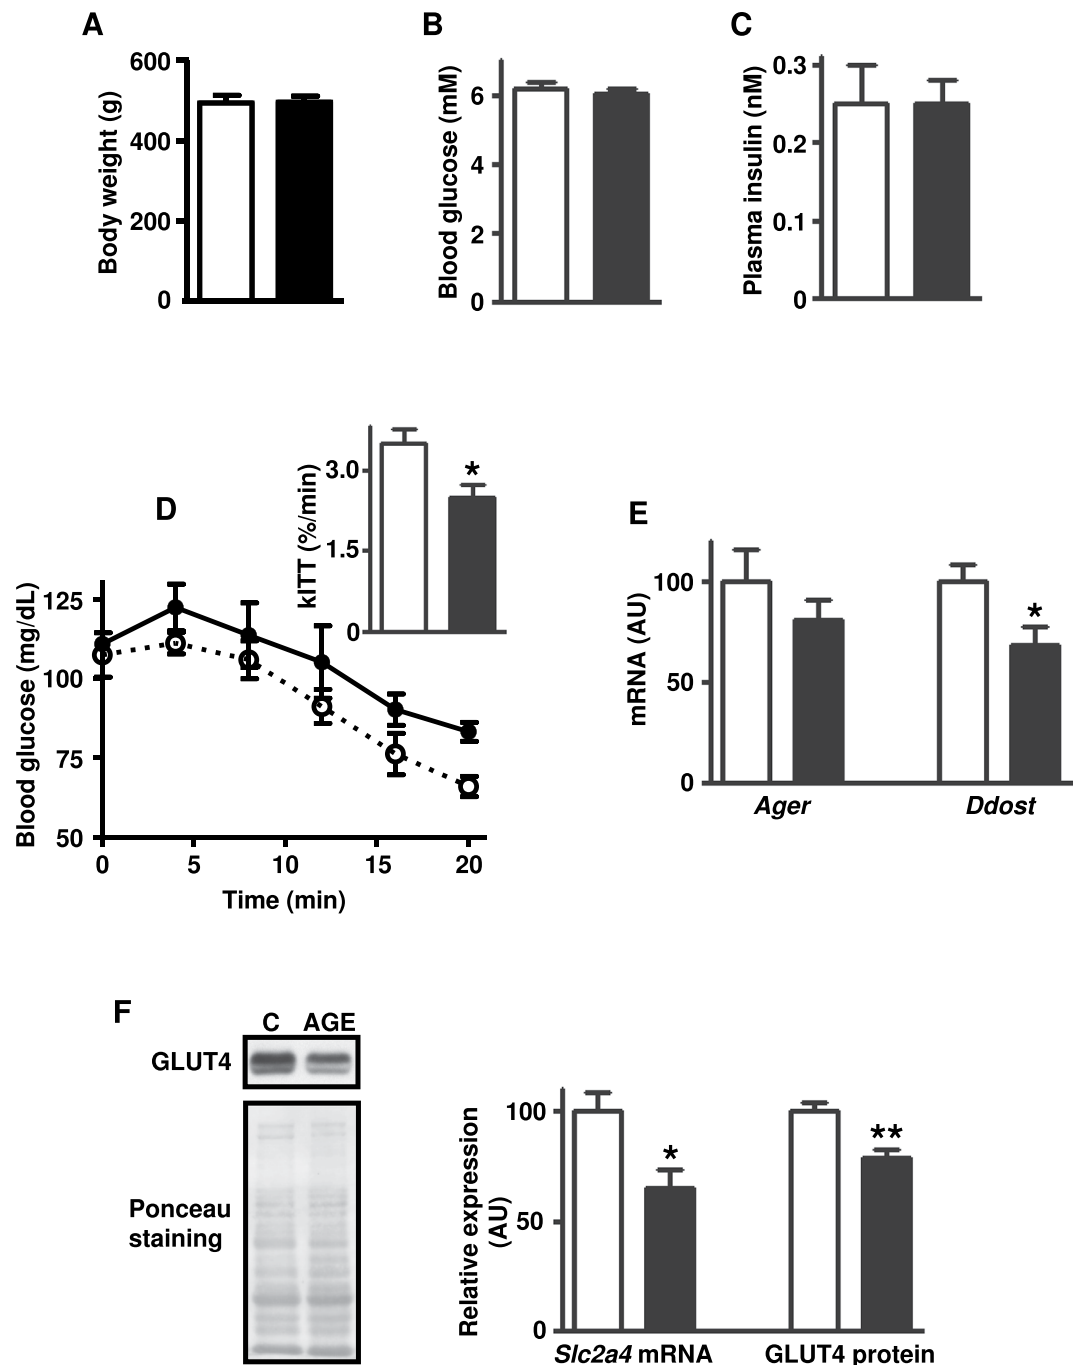 A
600
400
200
0
Body weight (g)
B
6
4
2
0
Blood glucose (mM)
C
0.3
0.2
0.1
0
Plasma insulin (nM)
D
3.0
1.5
0
kITT (%/min)
*
125
100
75
50
Blood glucose (mg/dL)
0 5 10 15 20
Time (min)
E
100
50
0
mRNA (AU)
*
Ager Ddost
F
C AGE
GLUT4
Ponceau
staining
100
50
0
Relative expression
(AU)
* **
Slc2a4 mRNA GLUT4 protein